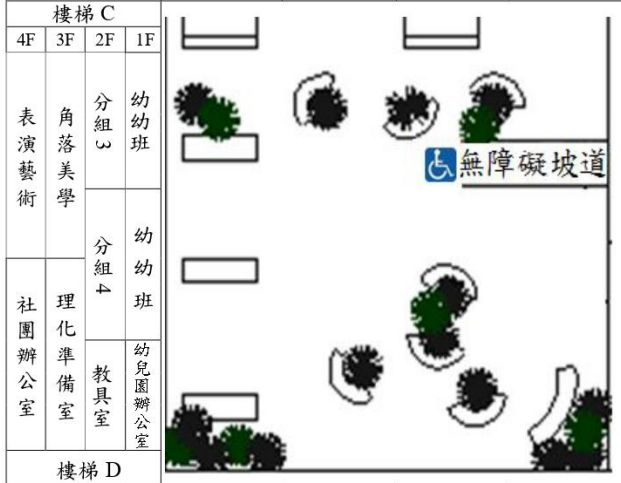 樓梯 C
4F 3F 2F 1F
表演藝術
角落美學
分組3
幼幼班
無障礙坡道
分組4
幼幼班
社團辦公室
理化準備室
教具室
幼兒園辦公室
樓梯 D